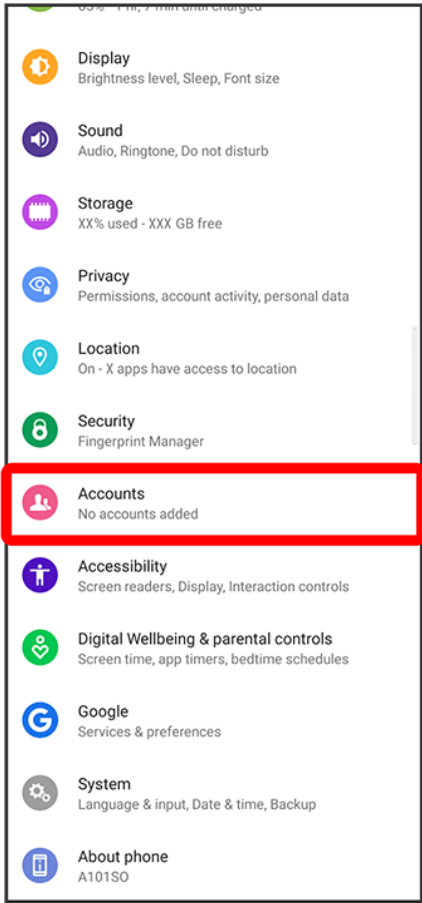 Display
Brightness level, Sleep, Font size
Sound
Audio, Ringtone, Do not disturb
Storage
XX% used - XXX GB free
Privacy
Permissions, account activity, personal data
Location
On - X apps have access to location
Security
Fingerprint Manager
Accounts
No accounts added
Accessibility
Screen readers, Display, Interaction controls
Digital Wellbeing & parental controls
Screen time, app timers, bedtime schedules
Google
Services & preferences
System
Language & input, Date & time, Backup
About phone
A101SO